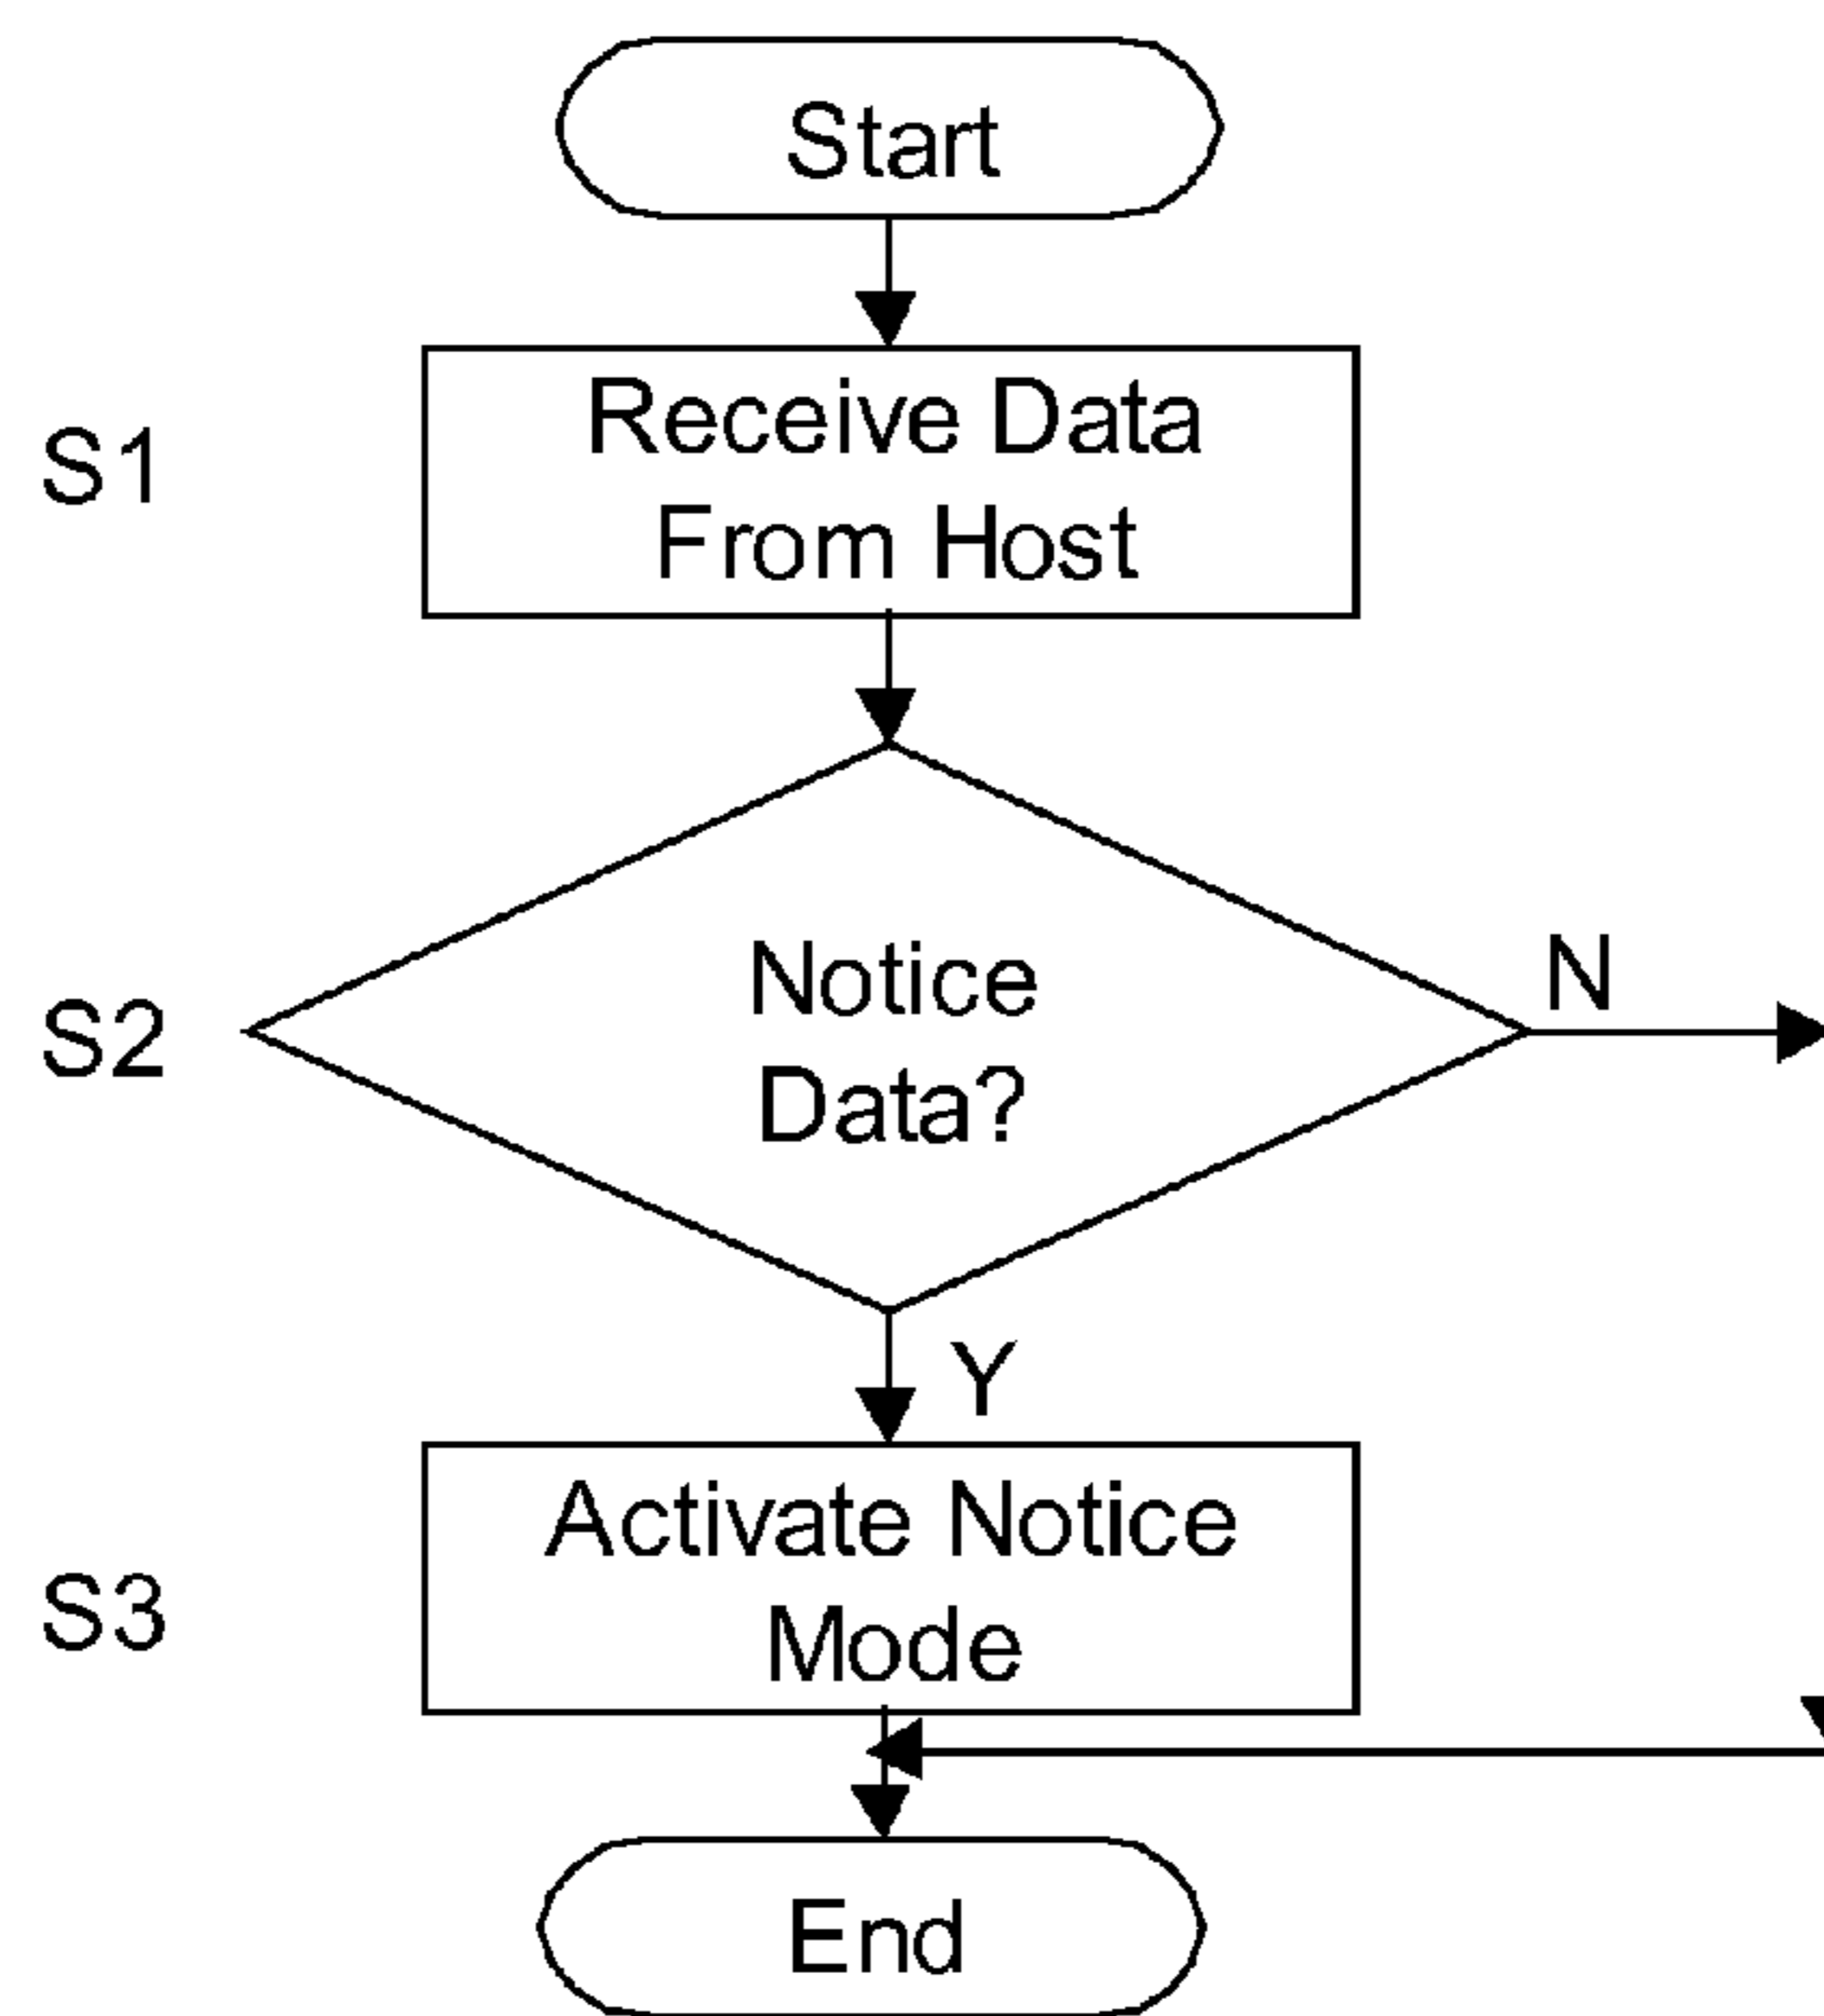 Start
S1
Receive Data
From Host
S2
Notice
Data?
N
Y
S3
Activate Notice
Mode
End